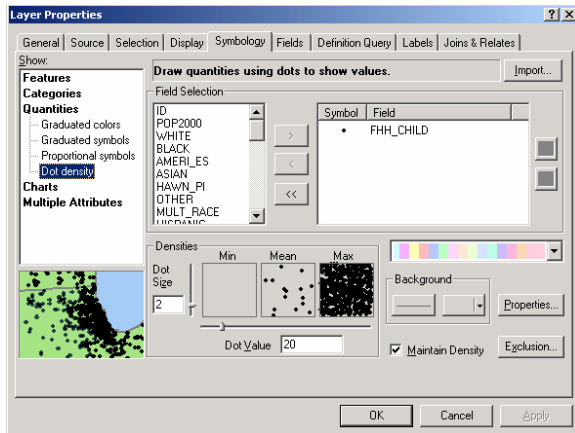 Layer Properties
General Source Selection Display Symbology Fields Definition Query Labels Joins & Relates
Show:
Features
Categories
Quantities
Graduated colors
Graduated symbols
Proportional symbols
Dot density
Charts
Multiple Attributes
Draw quantities using dots to show values.
Import...
Field Selection
ID
POP2000
WHITE
BLACK
AMERI_ES
ASIAN
HAWN_PI
OTHER
MULT_RACE
HISPANIC
>
<
<<
Symbol Field
FHH_CHILD
Densities
Min Mean Max
Dot
Size
2
Dot Value 20
Background
Properties...
Maintain Density
Exclusion...
OK Cancel Apply